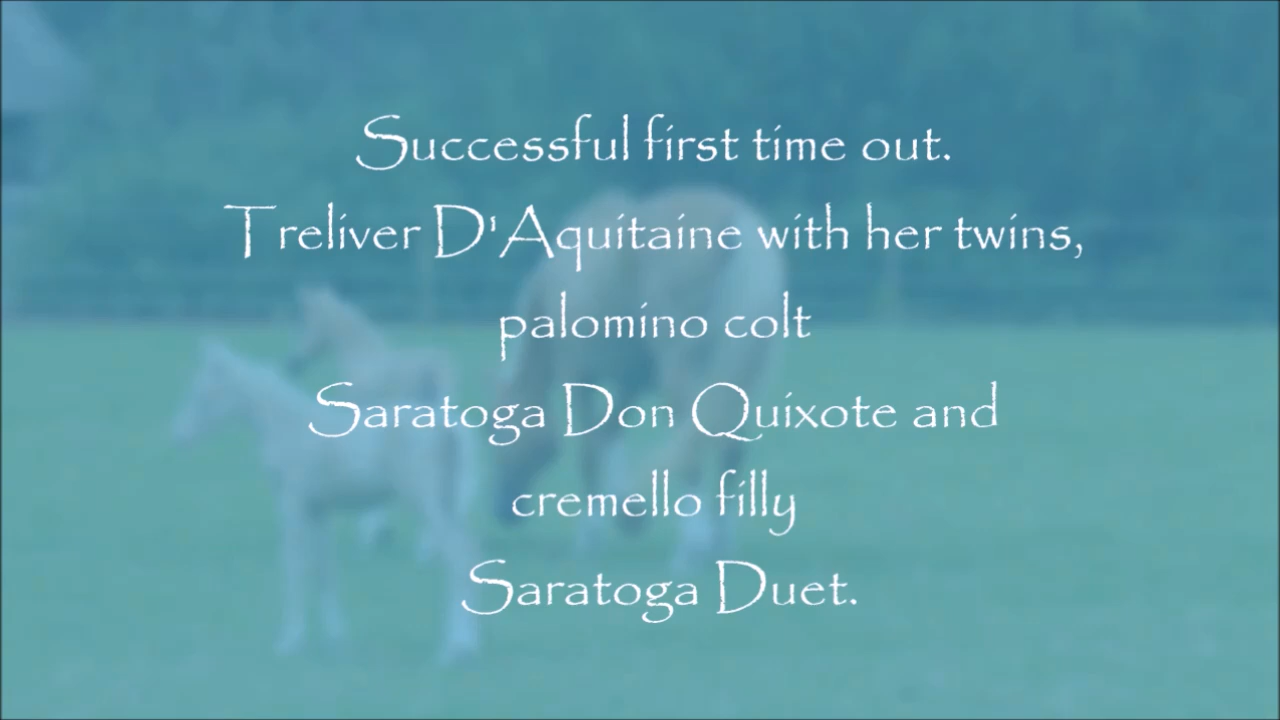 Successful first time out.
Treliver D'Aquitaine with her twins,
palomino colt
Saratoga Don Quixote and
cremello filly
Saratoga Duet.